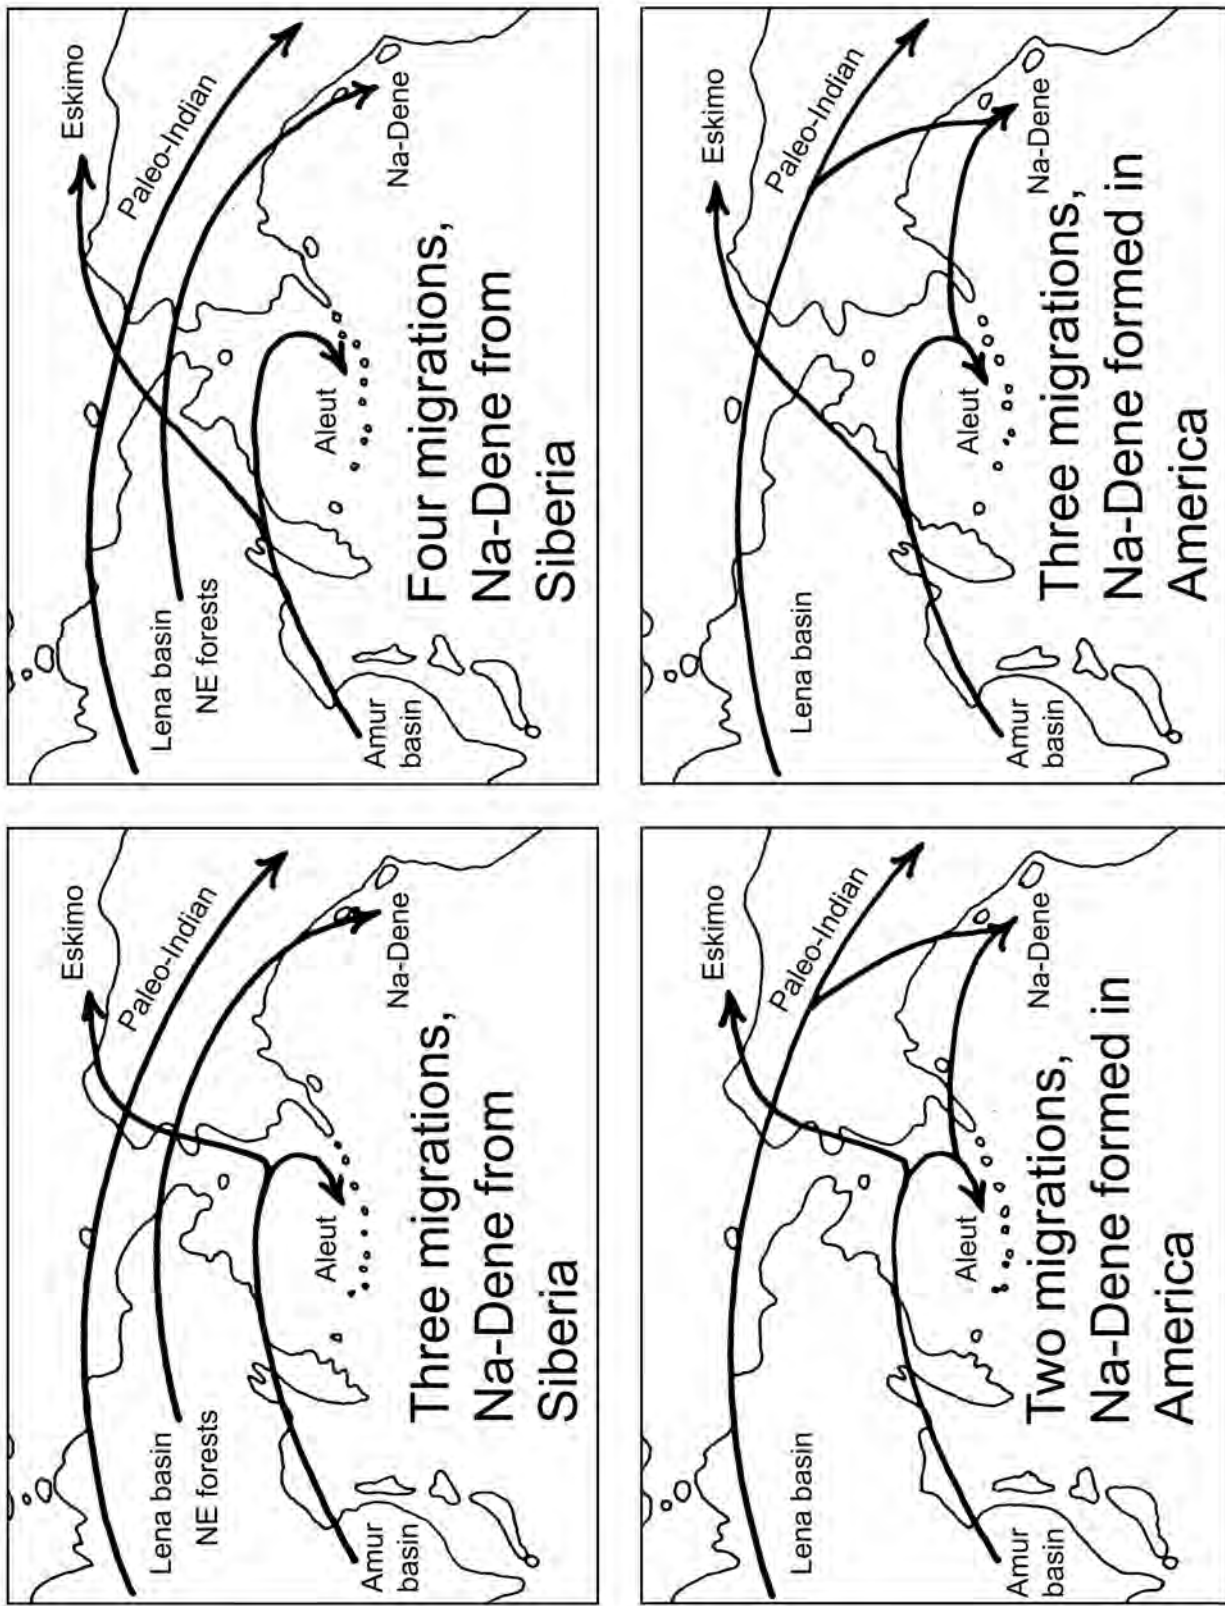 Eskimo
Paleo-Indian
Lena basin
NE forests
Aleut
Na-Dene
Amur
basin
Three migrations,
Na-Dene from
Siberia
Eskimo
Paleo-Indian
Lena basin
NE forests
Aleut
Na-Dene
Amur
basin
Four migrations,
Na-Dene from
Siberia
Eskimo
Paleo-Indian
Lena basin
Aleut
Na-Dene
Amur
basin
Two migrations,
Na-Dene formed in
America
Eskimo
Paleo-Indian
Lena basin
Aleut
Na-Dene
Amur
basin
Three migrations,
Na-Dene formed in
America